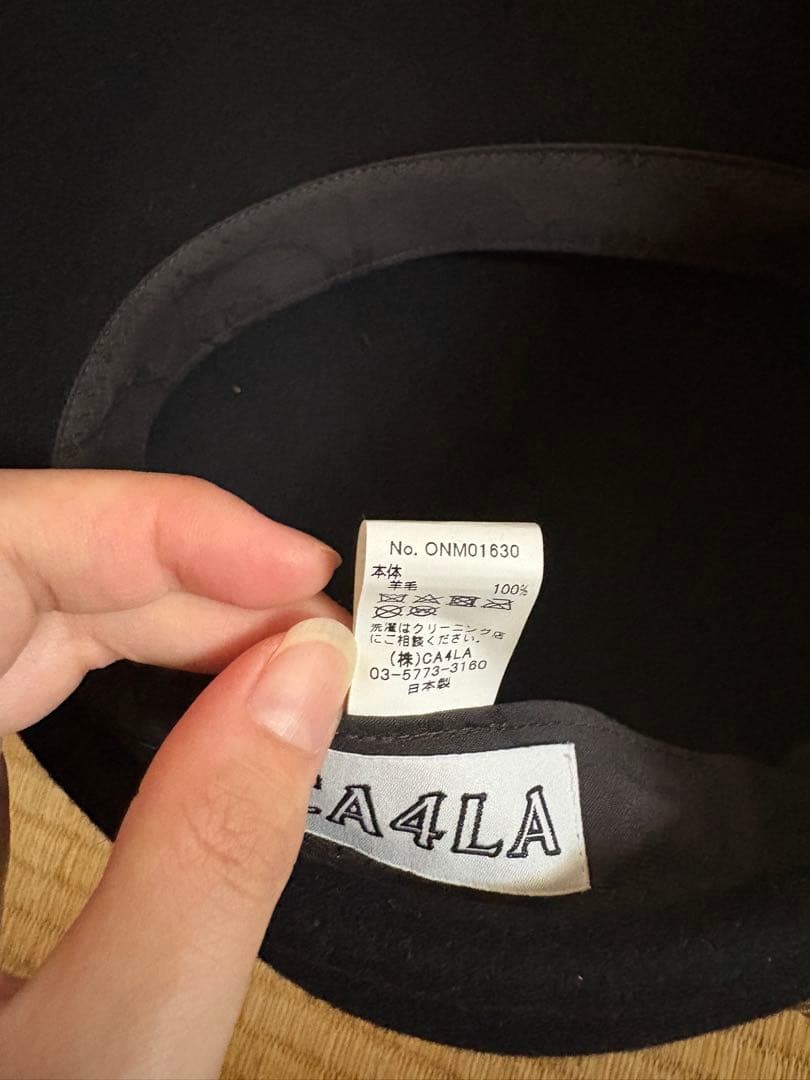 No. ONM01630
本体
羊毛 100%
洗濯はクリーニング店
にご相談ください。
(株)CA4LA
03-5773-3160
日本製
CA4LA